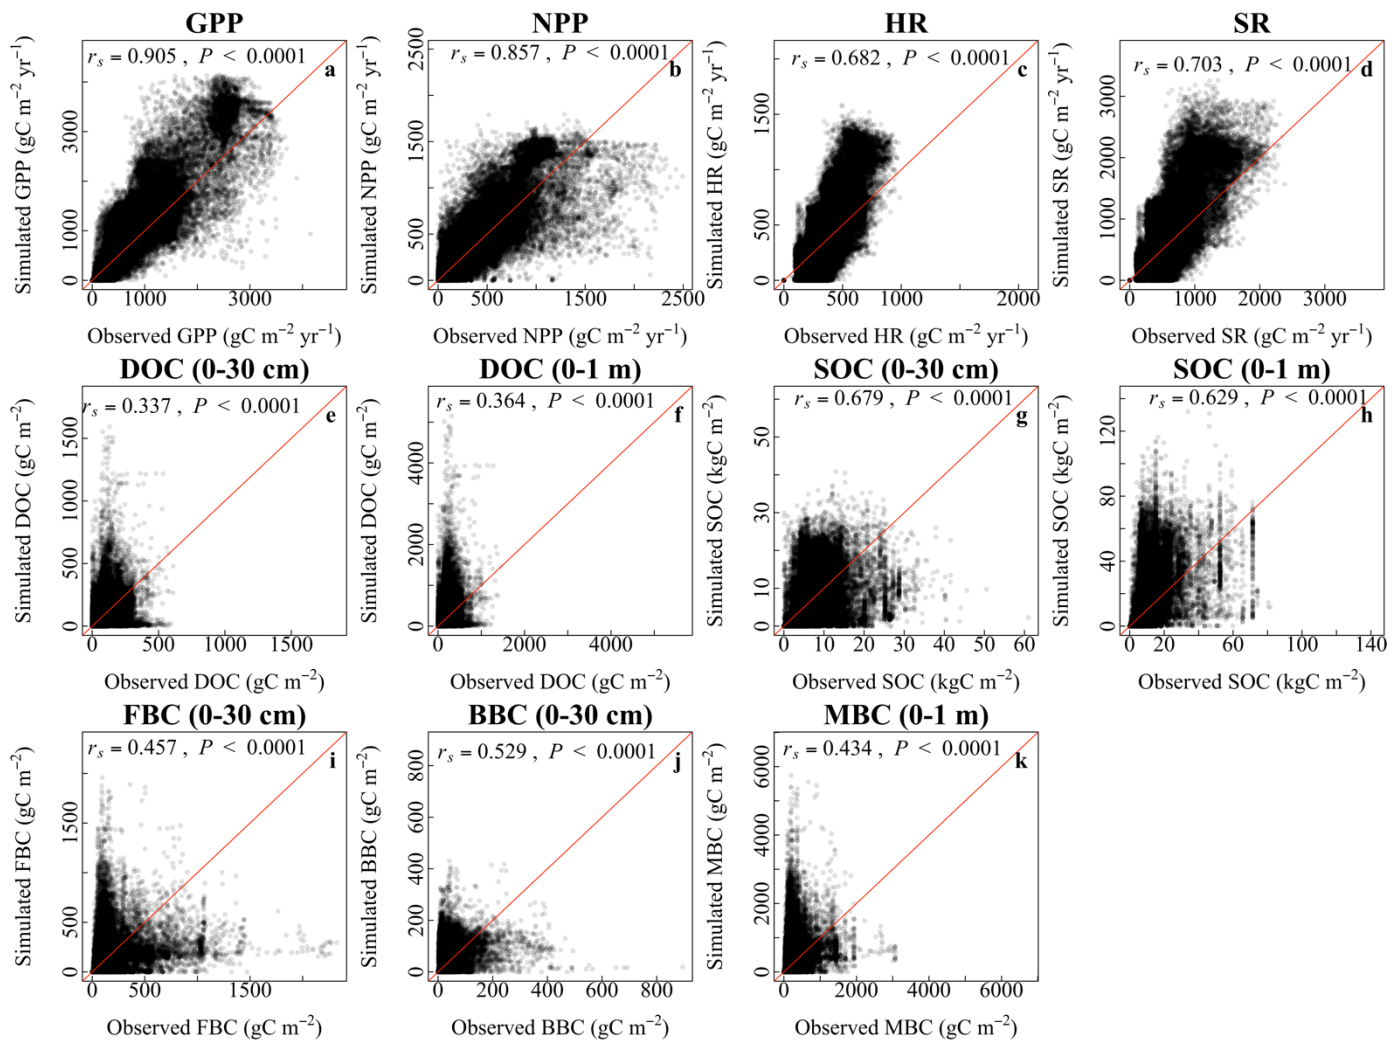 GPP
r_s = 0.905 , P < 0.0001
a
Simulated GPP (gC m−2 yr−1)
0 1000 3000
0 1000 3000
Observed GPP (gC m−2 yr−1)
NPP
r_s = 0.857 , P < 0.0001
b
Simulated NPP (gC m−2 yr−1)
0 500 1500 2500
0 500 1000 1500 2000 2500
Observed NPP (gC m−2 yr−1)
HR
r_s = 0.682 , P < 0.0001
c
Simulated HR (gC m−2 yr−1)
0 500 1500
0 500 1000 2000
Observed HR (gC m−2 yr−1)
SR
r_s = 0.703 , P < 0.0001
d
Simulated SR (gC m−2 yr−1)
0 1000 2000 3000
0 1000 2000 3000
Observed SR (gC m−2 yr−1)
DOC (0-30 cm)
r_s = 0.337 , P < 0.0001
e
Simulated DOC (gC m−2)
0 500 1000 1500
0 500 1000 1500
Observed DOC (gC m−2)
DOC (0-1 m)
r_s = 0.364 , P < 0.0001
f
Simulated DOC (gC m−2)
0 2000 4000
0 2000 4000
Observed DOC (gC m−2)
SOC (0-30 cm)
r_s = 0.679 , P < 0.0001
g
Simulated SOC (kgC m−2)
0 10 30 50
0 10 20 30 40 50 60
Observed SOC (kgC m−2)
SOC (0-1 m)
r_s = 0.629 , P < 0.0001
h
Simulated SOC (kgC m−2)
0 40 80 120
0 20 60 100 140
Observed SOC (kgC m−2)
FBC (0-30 cm)
r_s = 0.457 , P < 0.0001
i
Simulated FBC (gC m−2)
0 500 1500
0 500 1500
Observed FBC (gC m−2)
BBC (0-30 cm)
r_s = 0.529 , P < 0.0001
j
Simulated BBC (gC m−2)
0 200 400 600 800
0 200 400 600 800
Observed BBC (gC m−2)
MBC (0-1 m)
r_s = 0.434 , P < 0.0001
k
Simulated MBC (gC m−2)
0 2000 4000 6000
0 2000 4000 6000
Observed MBC (gC m−2)